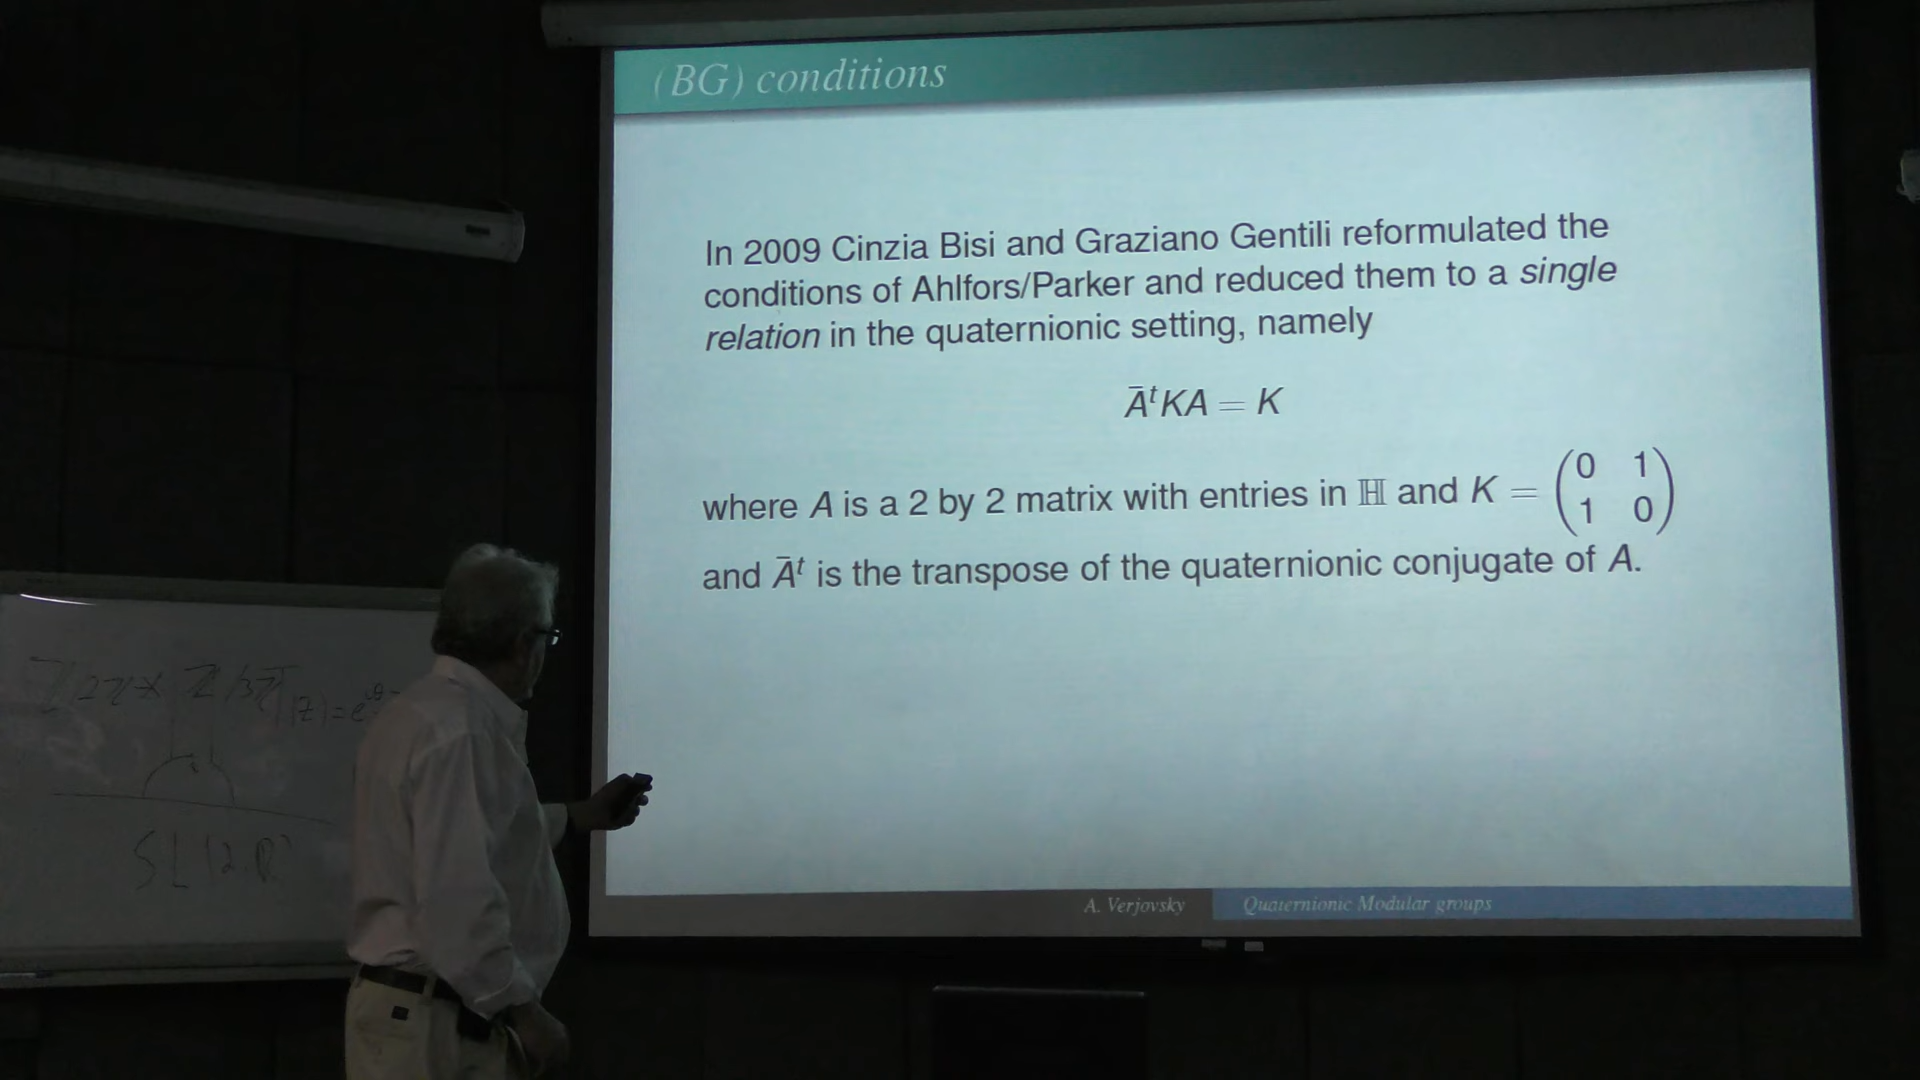 (BG) conditions
In 2009 Cinzia Bisi and Graziano Gentili reformulated the
conditions of Ahlfors/Parker and reduced them to a single
relation in the quaternionic setting, namely
Ā^t KA = K
where A is a 2 by 2 matrix with entries in ℍ and K = (0 1
1 0)
and Ā^t is the transpose of the quaternionic conjugate of A.
A. Verjovsky Quaternionic Modular groups
SL(2,